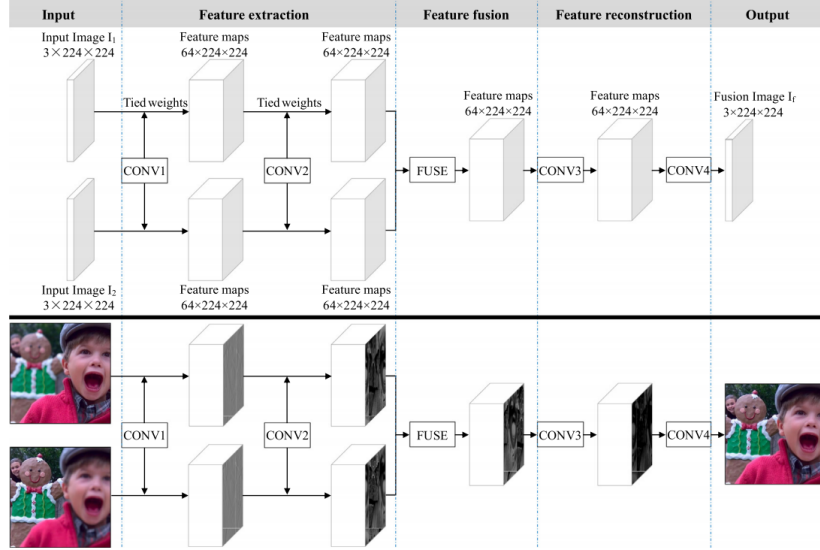 Input
Feature extraction
Feature fusion
Feature reconstruction
Output
Input Image I₁
3×224×224
Feature maps
64×224×224
Feature maps
64×224×224
Tied weights
Tied weights
Feature maps
64×224×224
Feature maps
64×224×224
Fusion Image If
3×224×224
CONV1
CONV2
FUSE
CONV3
CONV4
Input Image I₂
3×224×224
Feature maps
64×224×224
Feature maps
64×224×224
CONV1
CONV2
FUSE
CONV3
CONV4